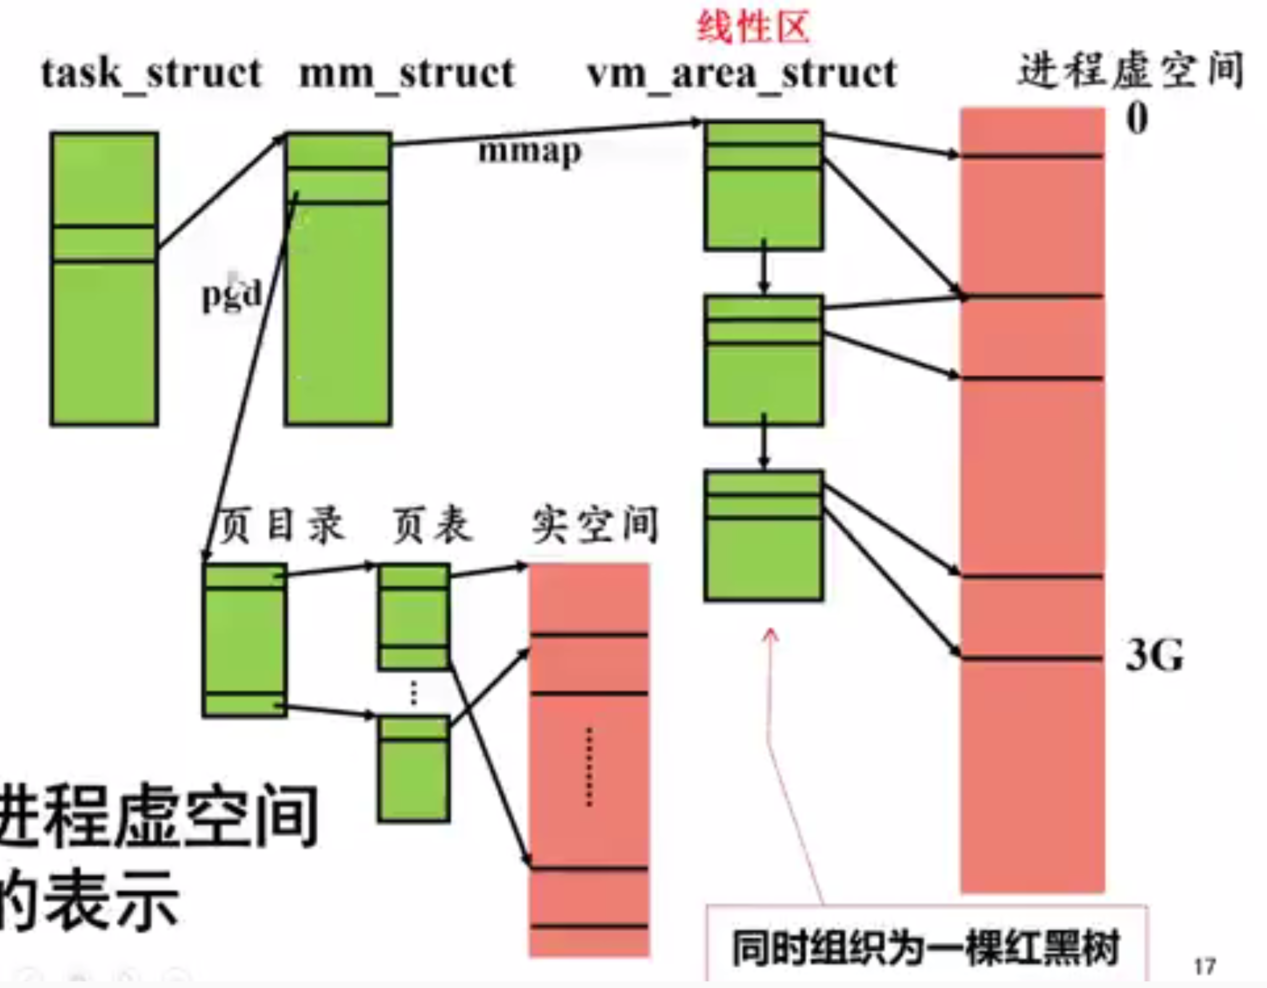 线性区
task_struct
mm_struct
vm_area_struct
进程虚空间
0
mmap
pgd
页目录
页表
实空间
3G
进程虚空间
的表示
同时组织为一棵红黑树
17